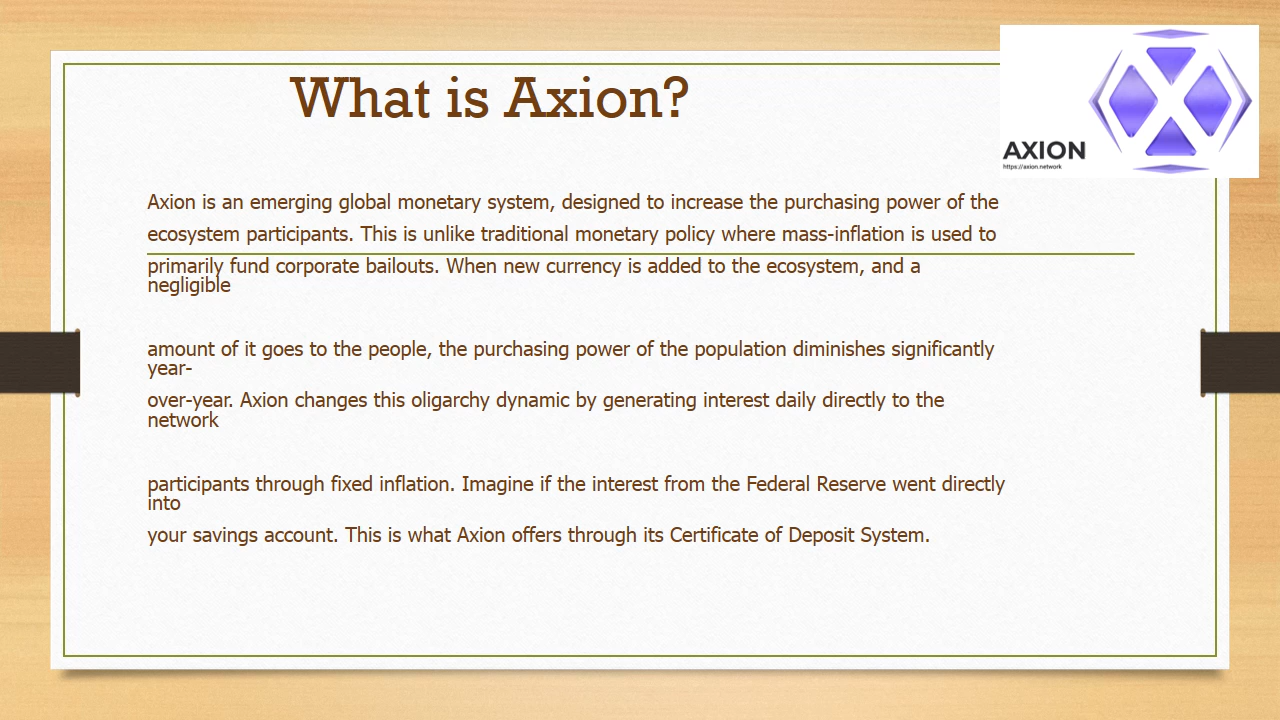 What is Axion?
AXION
https://axion.network
Axion is an emerging global monetary system, designed to increase the purchasing power of the
ecosystem participants. This is unlike traditional monetary policy where mass-inflation is used to
primarily fund corporate bailouts. When new currency is added to the ecosystem, and a
negligible
amount of it goes to the people, the purchasing power of the population diminishes significantly
year-
over-year. Axion changes this oligarchy dynamic by generating interest daily directly to the
network
participants through fixed inflation. Imagine if the interest from the Federal Reserve went directly
into
your savings account. This is what Axion offers through its Certificate of Deposit System.